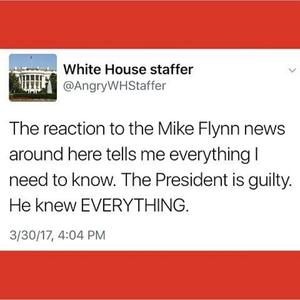 White House staffer
@AngryWHStaffer
The reaction to the Mike Flynn news
around here tells me everything I
need to know. The President is guilty.
He knew EVERYTHING.
3/30/17, 4:04 PM